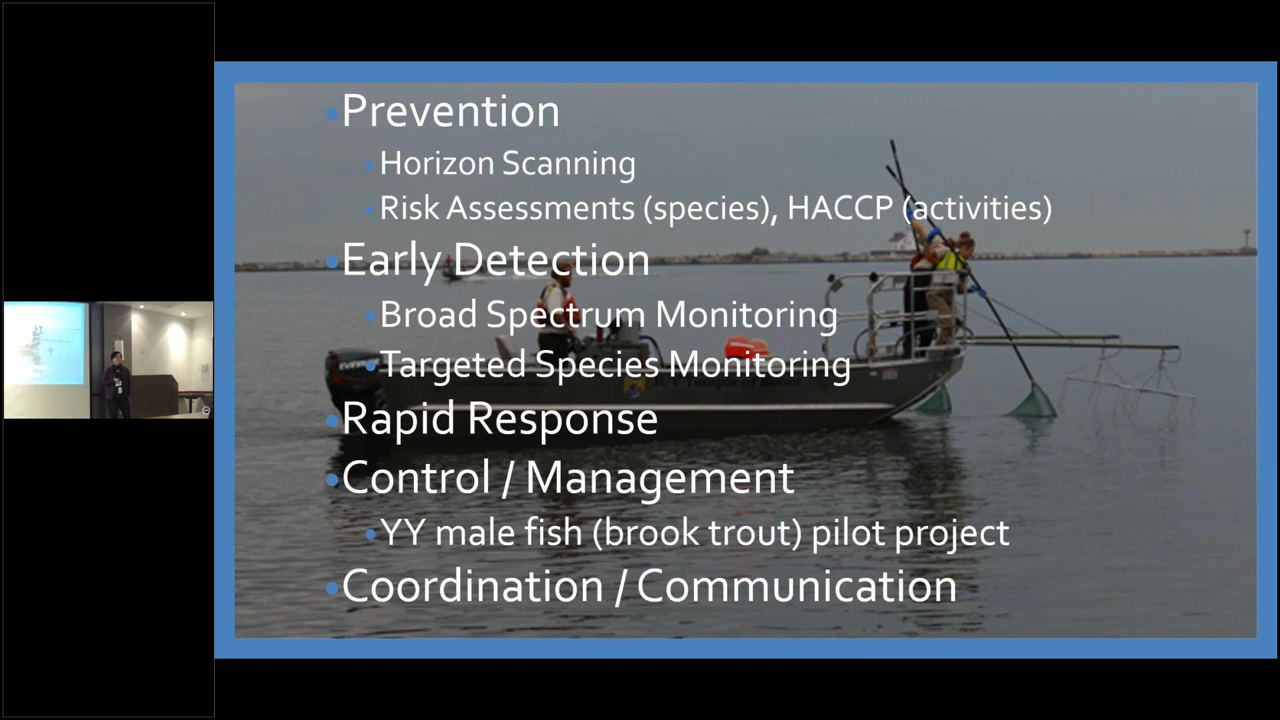 Prevention
Horizon Scanning
Risk Assessments (species), HACCP (activities)
Early Detection
Broad Spectrum Monitoring
Targeted Species Monitoring
Rapid Response
Control / Management
YY male fish (brook trout) pilot project
Coordination / Communication